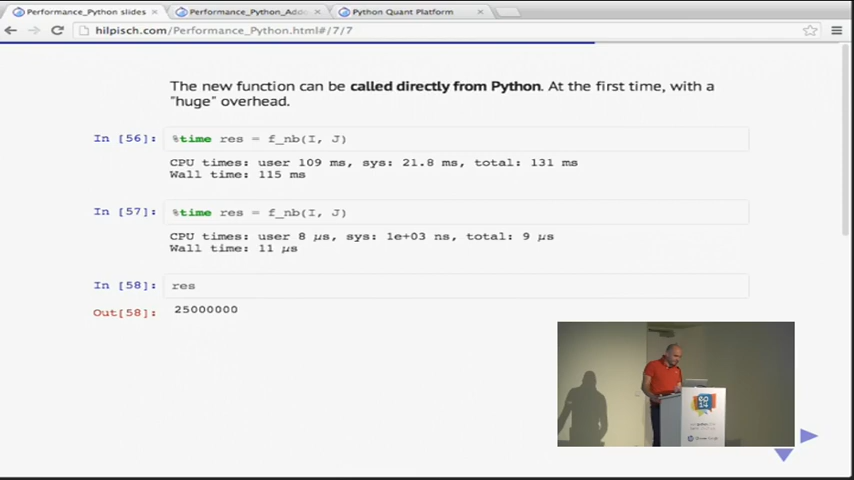 Performance_Python slides ×
Performance_Python_Adde ×
Python Quant Platform ×
hilpisch.com/Performance_Python.html#/7/7
The new function can be called directly from Python. At the first time, with a
"huge" overhead.
In [56]: %time res = f_nb(I, J)
CPU times: user 109 ms, sys: 21.8 ms, total: 131 ms
Wall time: 115 ms
In [57]: %time res = f_nb(I, J)
CPU times: user 8 µs, sys: 1e+03 ns, total: 9 µs
Wall time: 11 µs
In [58]: res
Out[58]: 25000000